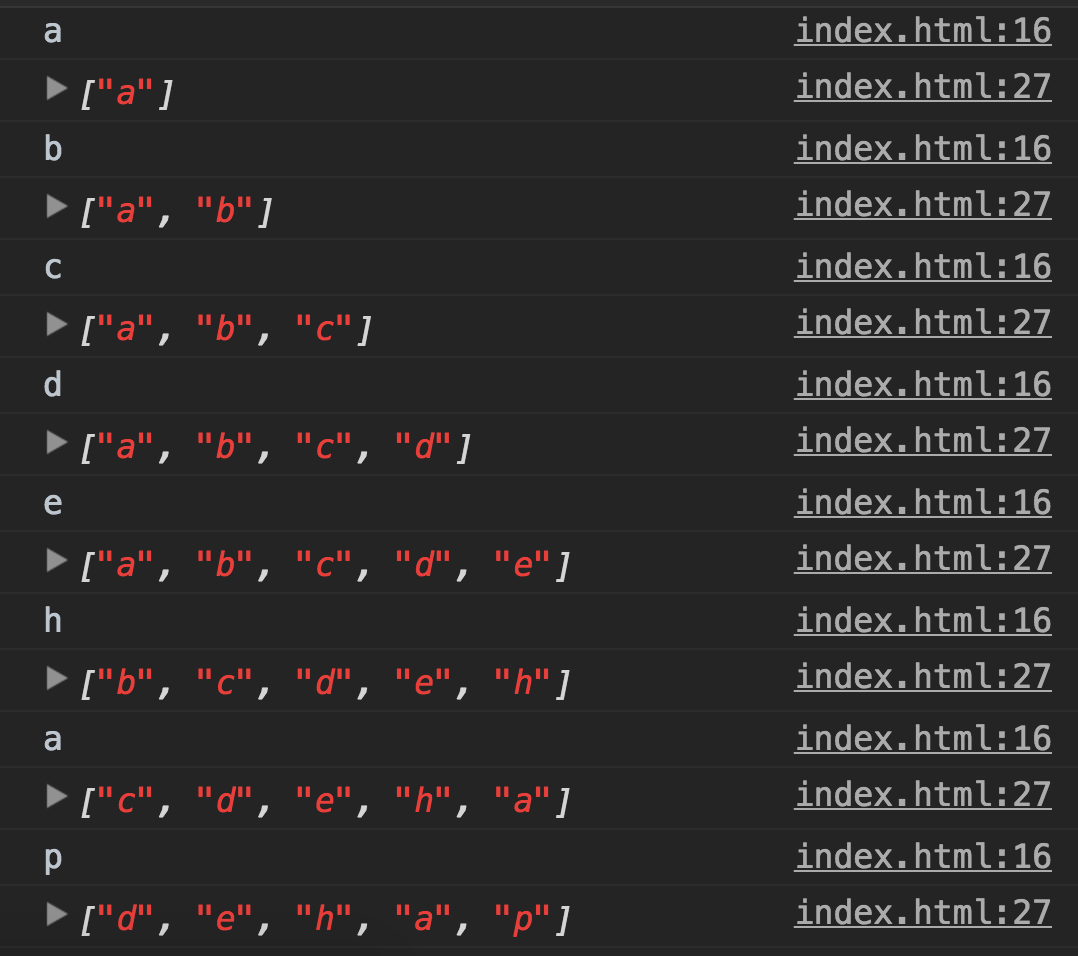 a index.html:16
["a"] index.html:27
b index.html:16
["a", "b"] index.html:27
c index.html:16
["a", "b", "c"] index.html:27
d index.html:16
["a", "b", "c", "d"] index.html:27
e index.html:16
["a", "b", "c", "d", "e"] index.html:27
h index.html:16
["b", "c", "d", "e", "h"] index.html:27
a index.html:16
["c", "d", "e", "h", "a"] index.html:27
p index.html:16
["d", "e", "h", "a", "p"] index.html:27